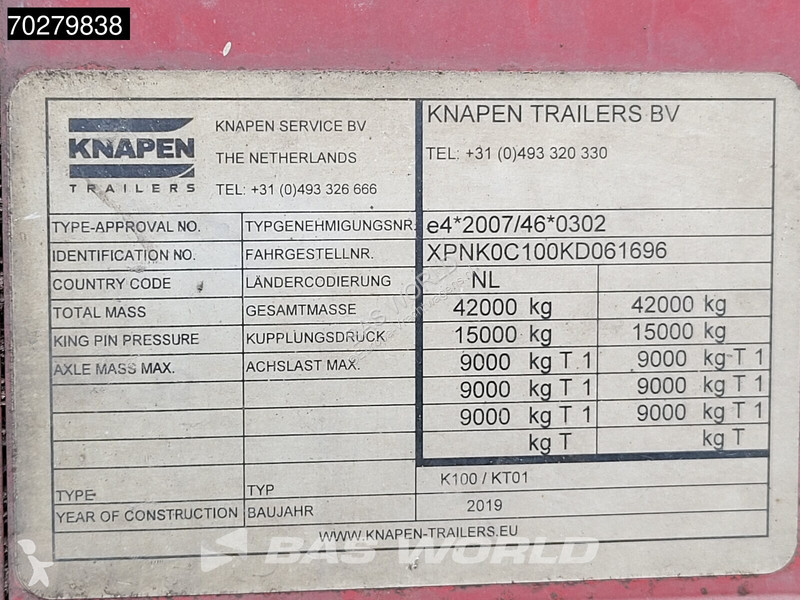 70279838
KNAPEN
TRAILERS
KNAPEN SERVICE BV
THE NETHERLANDS
TEL: +31 (0)493 326 666
KNAPEN TRAILERS BV
TEL: +31 (0)493 320 330
TYPE-APPROVAL NO. TYPGENEHMIGUNGSNR. e4*2007/46*0302
IDENTIFICATION NO. FAHRGESTELLNR. XPNK0C100KD061696
COUNTRY CODE LÄNDERCODIERUNG NL
TOTAL MASS GESAMTMASSE 42000 kg 42000 kg
KING PIN PRESSURE KUPPLUNGSDRUCK 15000 kg 15000 kg
AXLE MASS MAX. ACHSLAST MAX. 9000 kg T 1 9000 kg T 1
9000 kg T 1 9000 kg T 1
9000 kg T 1 9000 kg T 1
kg T kg T
TYPE TYP K100 / KT01
YEAR OF CONSTRUCTION BAUJAHR 2019
WWW.KNAPEN-TRAILERS.EU
BAS WORLD